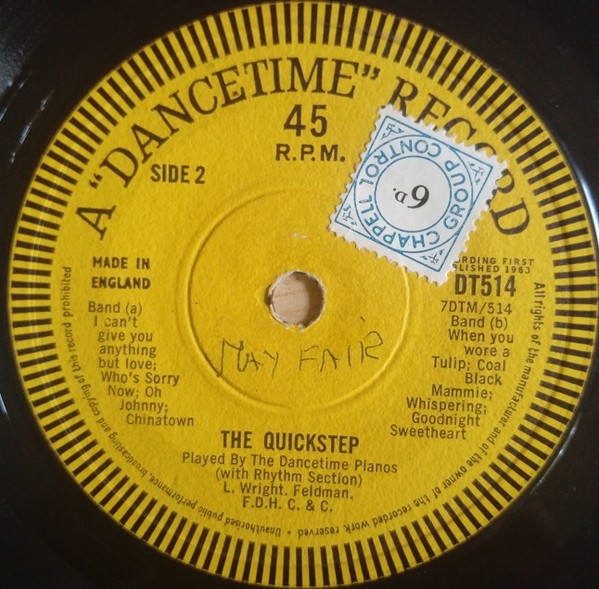 A "DANCETIME" RECORD
45
R.P.M.
SIDE 2
CHAPPELL
GROUP CONTROL
6D.
MADE IN
ENGLAND
RDING FIRST
LISHED 1963
DT514
7DTM/514
Band (a)
I can't
give you
anything
but love;
Who's Sorry
Now; Oh
Johnny;
Chinatown
Band (b)
When you
wore a
Tulip; Coal
Black
Mammie;
Whispering;
Goodnight
Sweetheart
MAY FAIR
THE QUICKSTEP
Played By The Dancetime Pianos
(with Rhythm Section)
L. Wright. Feldman,
F.D.H. C. & C.
All rights of the manufacturer and of the owner of the recorded work reserved • Unauthorised public performance, broadcasting and copying of this record prohibited